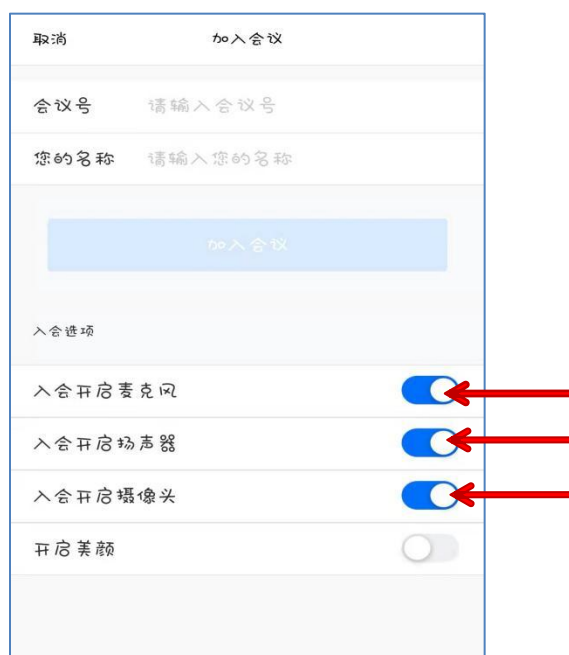 取消 加入会议
会议号 请输入会议号
您的名称 请输入您的名称
加入会议
入会选项
入会开启麦克风
入会开启扬声器
入会开启摄像头
开启美颜